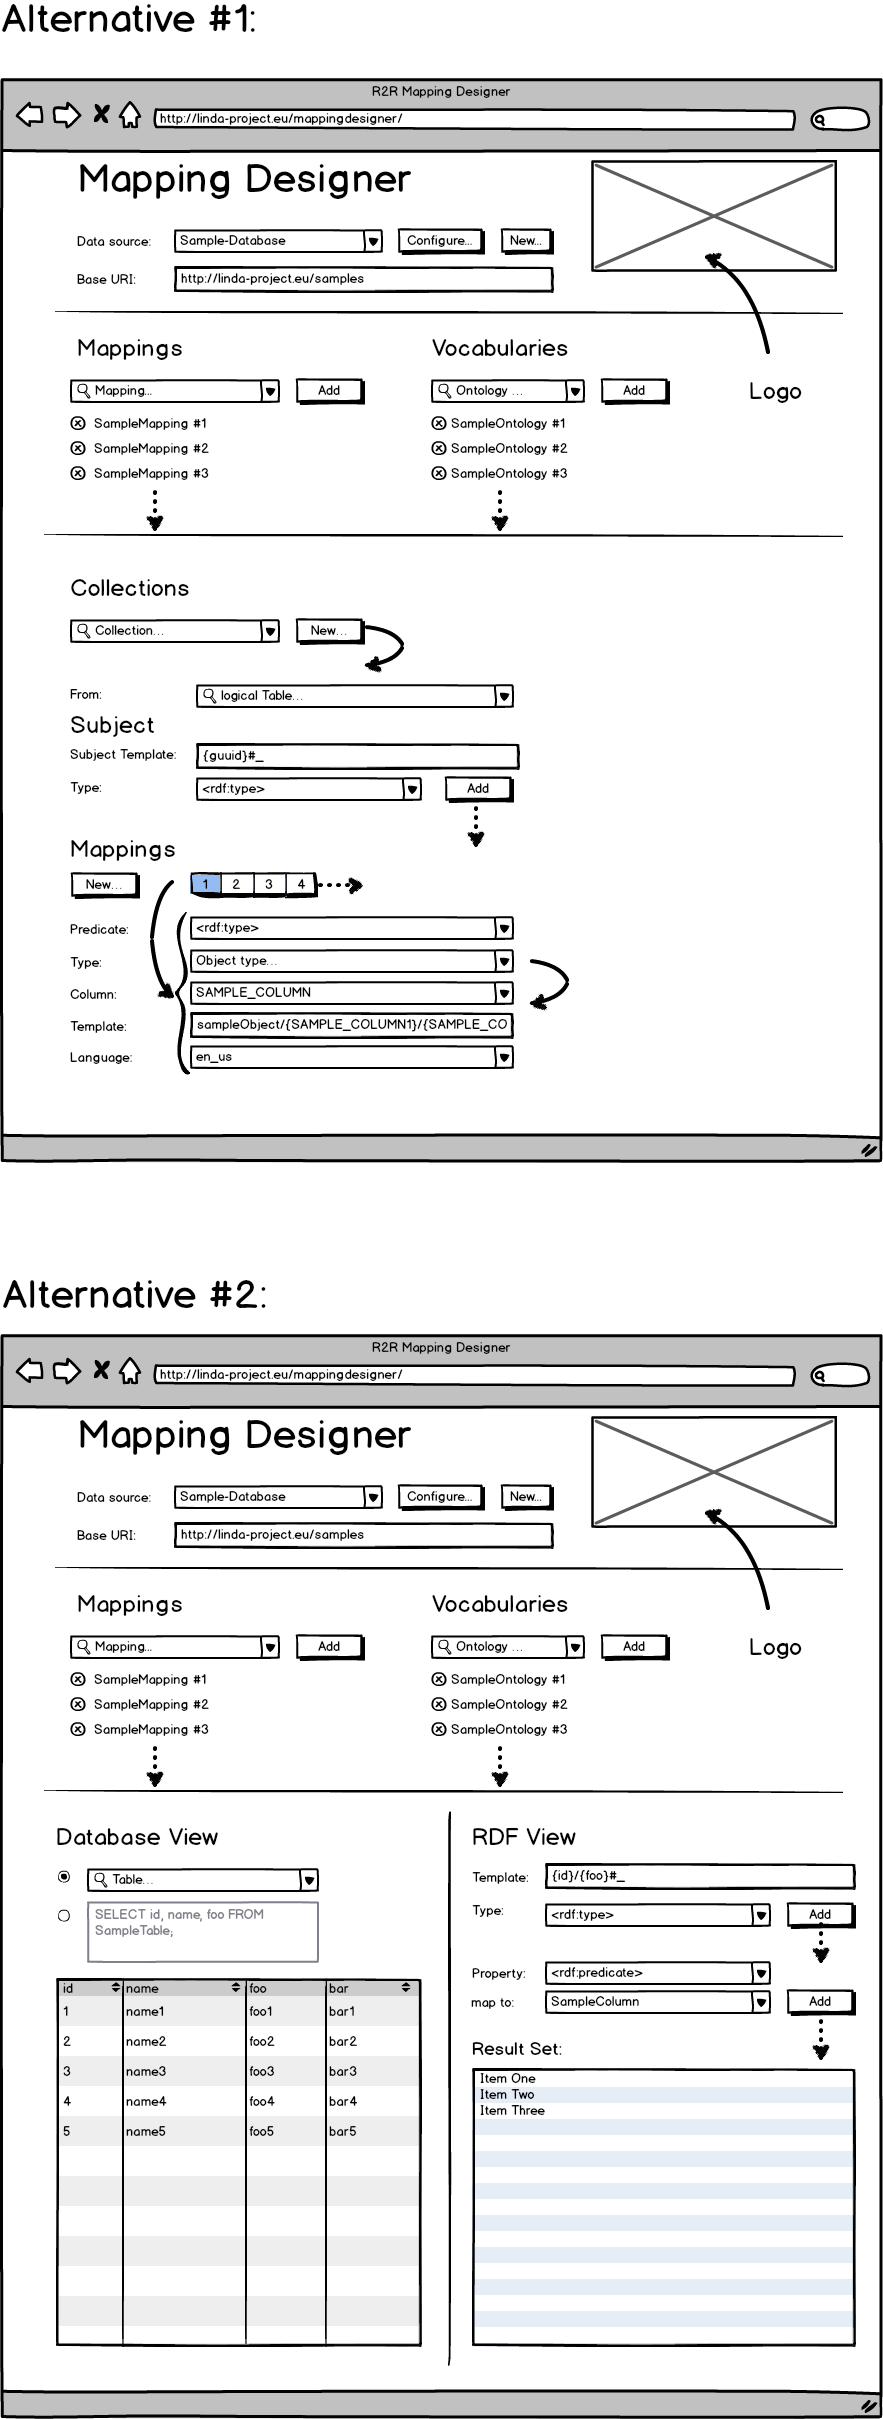 Alternative #1:
R2R Mapping Designer
http://linda-project.eu/mappingdesigner/
Mapping Designer
Data source: Sample-Database Configure... New...
Base URI: http://linda-project.eu/samples
Mappings Vocabularies
Mapping... Add Ontology ... Add Logo
SampleMapping #1 SampleOntology #1
SampleMapping #2 SampleOntology #2
SampleMapping #3 SampleOntology #3
Collections
Collection... New...
From: logical Table...
Subject
Subject Template: {guuid}#_
Type: <rdf:type> Add
Mappings
New... 1 2 3 4
Predicate: <rdf:type>
Type: Object type...
Column: SAMPLE_COLUMN
Template: sampleObject/{SAMPLE_COLUMN1}/{SAMPLE_CO
Language: en_us
Alternative #2:
R2R Mapping Designer
http://linda-project.eu/mappingdesigner/
Mapping Designer
Data source: Sample-Database Configure... New...
Base URI: http://linda-project.eu/samples
Mappings Vocabularies
Mapping... Add Ontology ... Add Logo
SampleMapping #1 SampleOntology #1
SampleMapping #2 SampleOntology #2
SampleMapping #3 SampleOntology #3
Database View
Table...
SELECT id, name, foo FROM
SampleTable;
id name foo bar
1 name1 foo1 bar1
2 name2 foo2 bar2
3 name3 foo3 bar3
4 name4 foo4 bar4
5 name5 foo5 bar5
RDF View
Template: {id}/{foo}#_
Type: <rdf:type> Add
Property: <rdf:predicate>
map to: SampleColumn Add
Result Set:
Item One
Item Two
Item Three